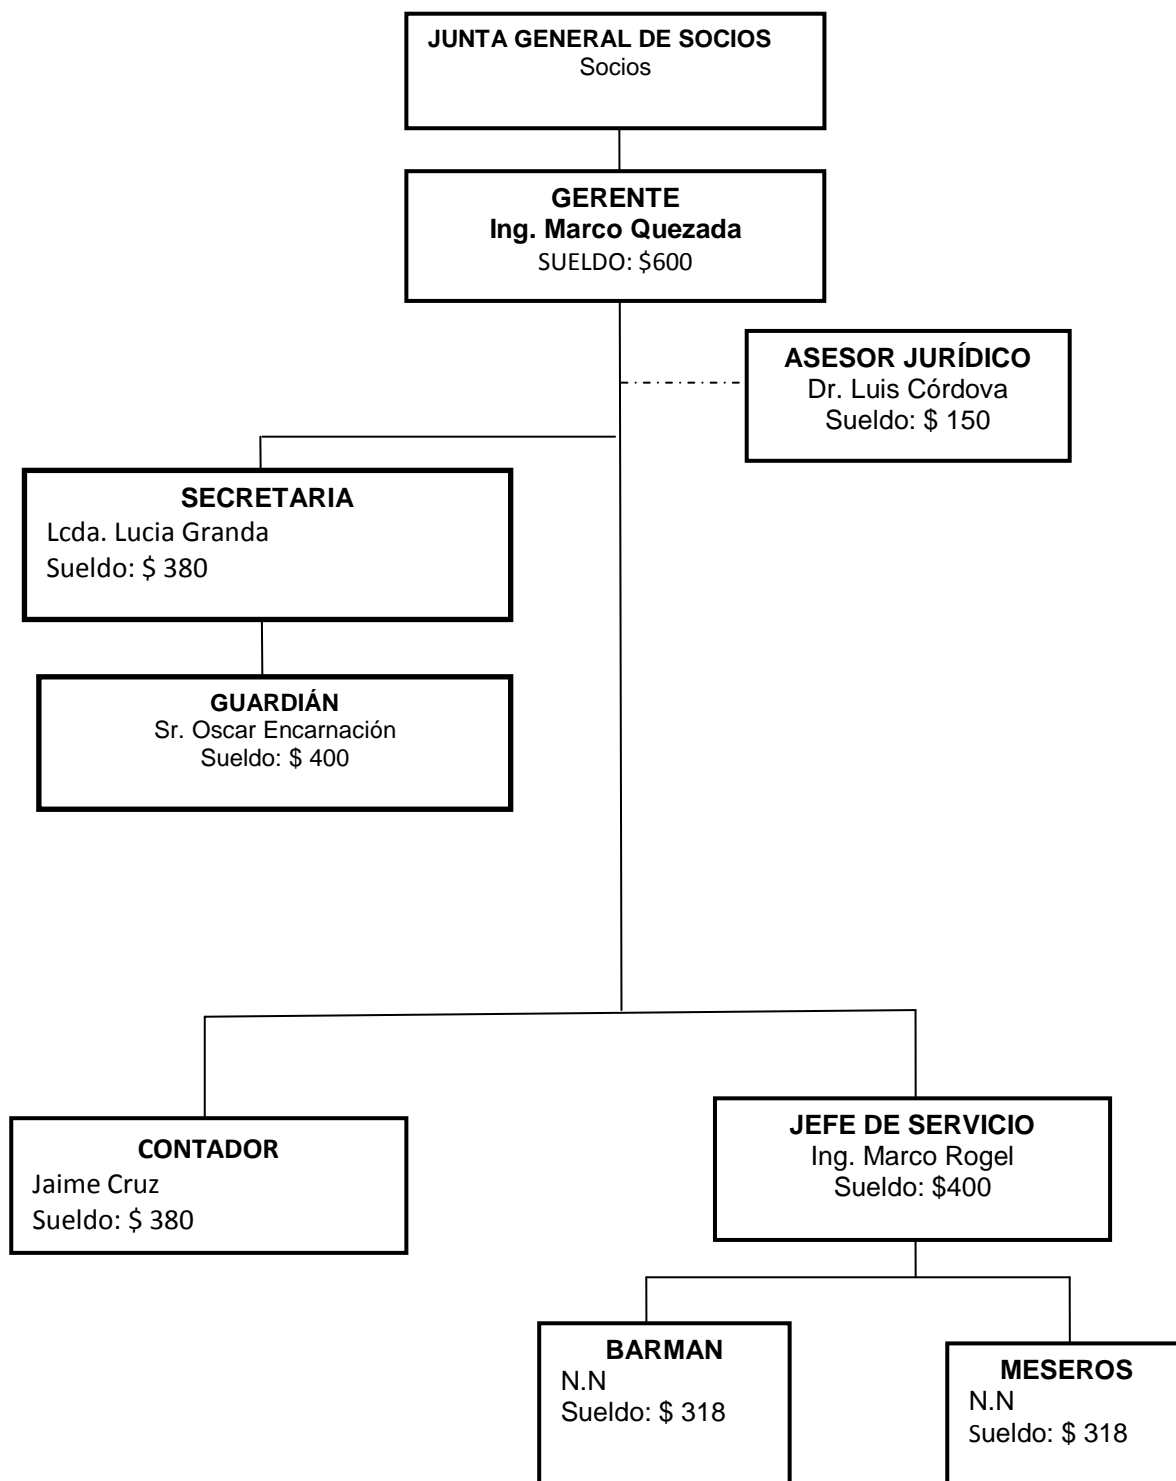 JUNTA GENERAL DE SOCIOS
Socios
GERENTE
Ing. Marco Quezada
SUELDO: $600
ASESOR JURÍDICO
Dr. Luis Córdova
Sueldo: $ 150
SECRETARIA
Lcda. Lucia Granda
Sueldo: $ 380
GUARDIÁN
Sr. Oscar Encarnación
Sueldo: $ 400
CONTADOR
Jaime Cruz
Sueldo: $ 380
JEFE DE SERVICIO
Ing. Marco Rogel
Sueldo: $400
BARMAN
N.N
Sueldo: $ 318
MESEROS
N.N
Sueldo: $ 318